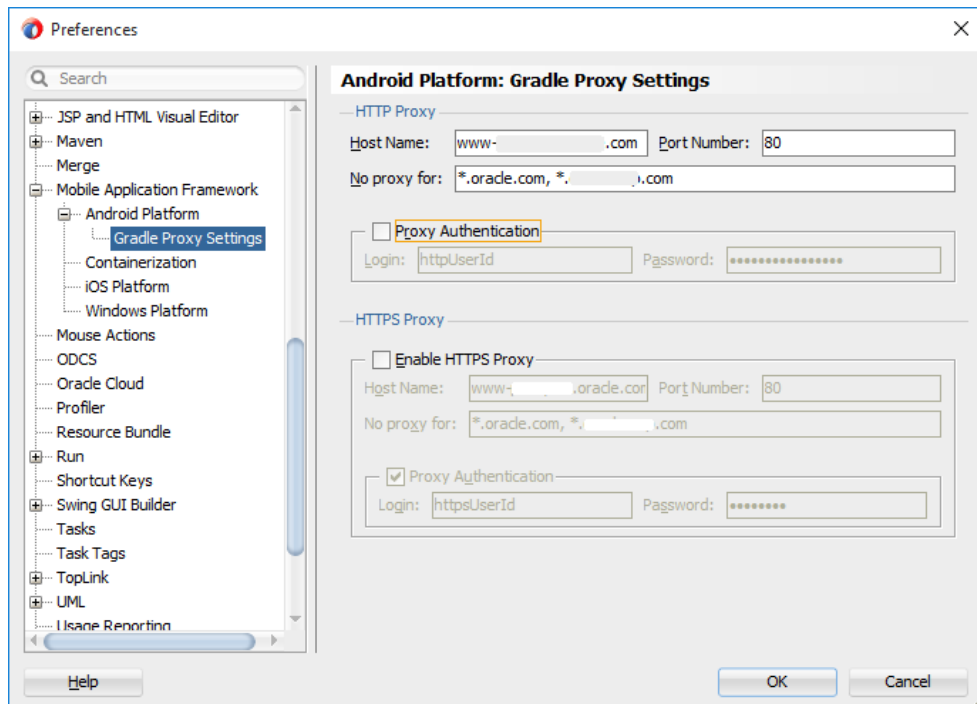 Preferences
Search
JSP and HTML Visual Editor
Maven
Merge
Mobile Application Framework
Android Platform
Gradle Proxy Settings
Containerization
iOS Platform
Windows Platform
Mouse Actions
ODCS
Oracle Cloud
Profiler
Resource Bundle
Run
Shortcut Keys
Swing GUI Builder
Tasks
Task Tags
TopLink
UML
Usage Reporting
Android Platform: Gradle Proxy Settings
HTTP Proxy
Host Name: www- .com Port Number: 80
No proxy for: *.oracle.com, *. .com
Proxy Authentication
Login: httpUserId Password: ••••••••••••••••
HTTPS Proxy
Enable HTTPS Proxy
Host Name: www- .oracle.cor Port Number: 80
No proxy for: *.oracle.com, *. .com
Proxy Authentication
Login: httpsUserId Password: ••••••••
Help
OK Cancel